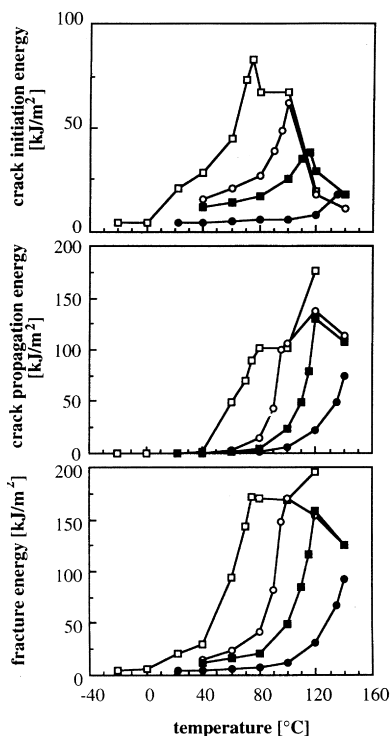 100
50
0
crack initiation energy
[kJ/m²]
200
150
100
50
0
crack propagation energy
[kJ/m²]
200
150
100
50
0
fracture energy [kJ/m²]
-40 0 40 80 120 160
temperature [°C]